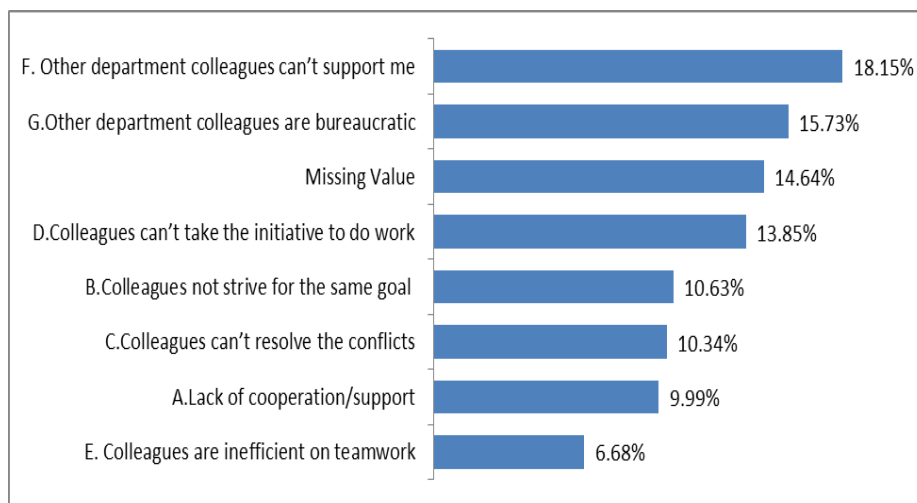 F. Other department colleagues can’t support me 18.15%
G.Other department colleagues are bureaucratic 15.73%
Missing Value 14.64%
D.Colleagues can’t take the initiative to do work 13.85%
B.Colleagues not strive for the same goal 10.63%
C.Colleagues can’t resolve the conflicts 10.34%
A.Lack of cooperation/support 9.99%
E. Colleagues are inefficient on teamwork 6.68%